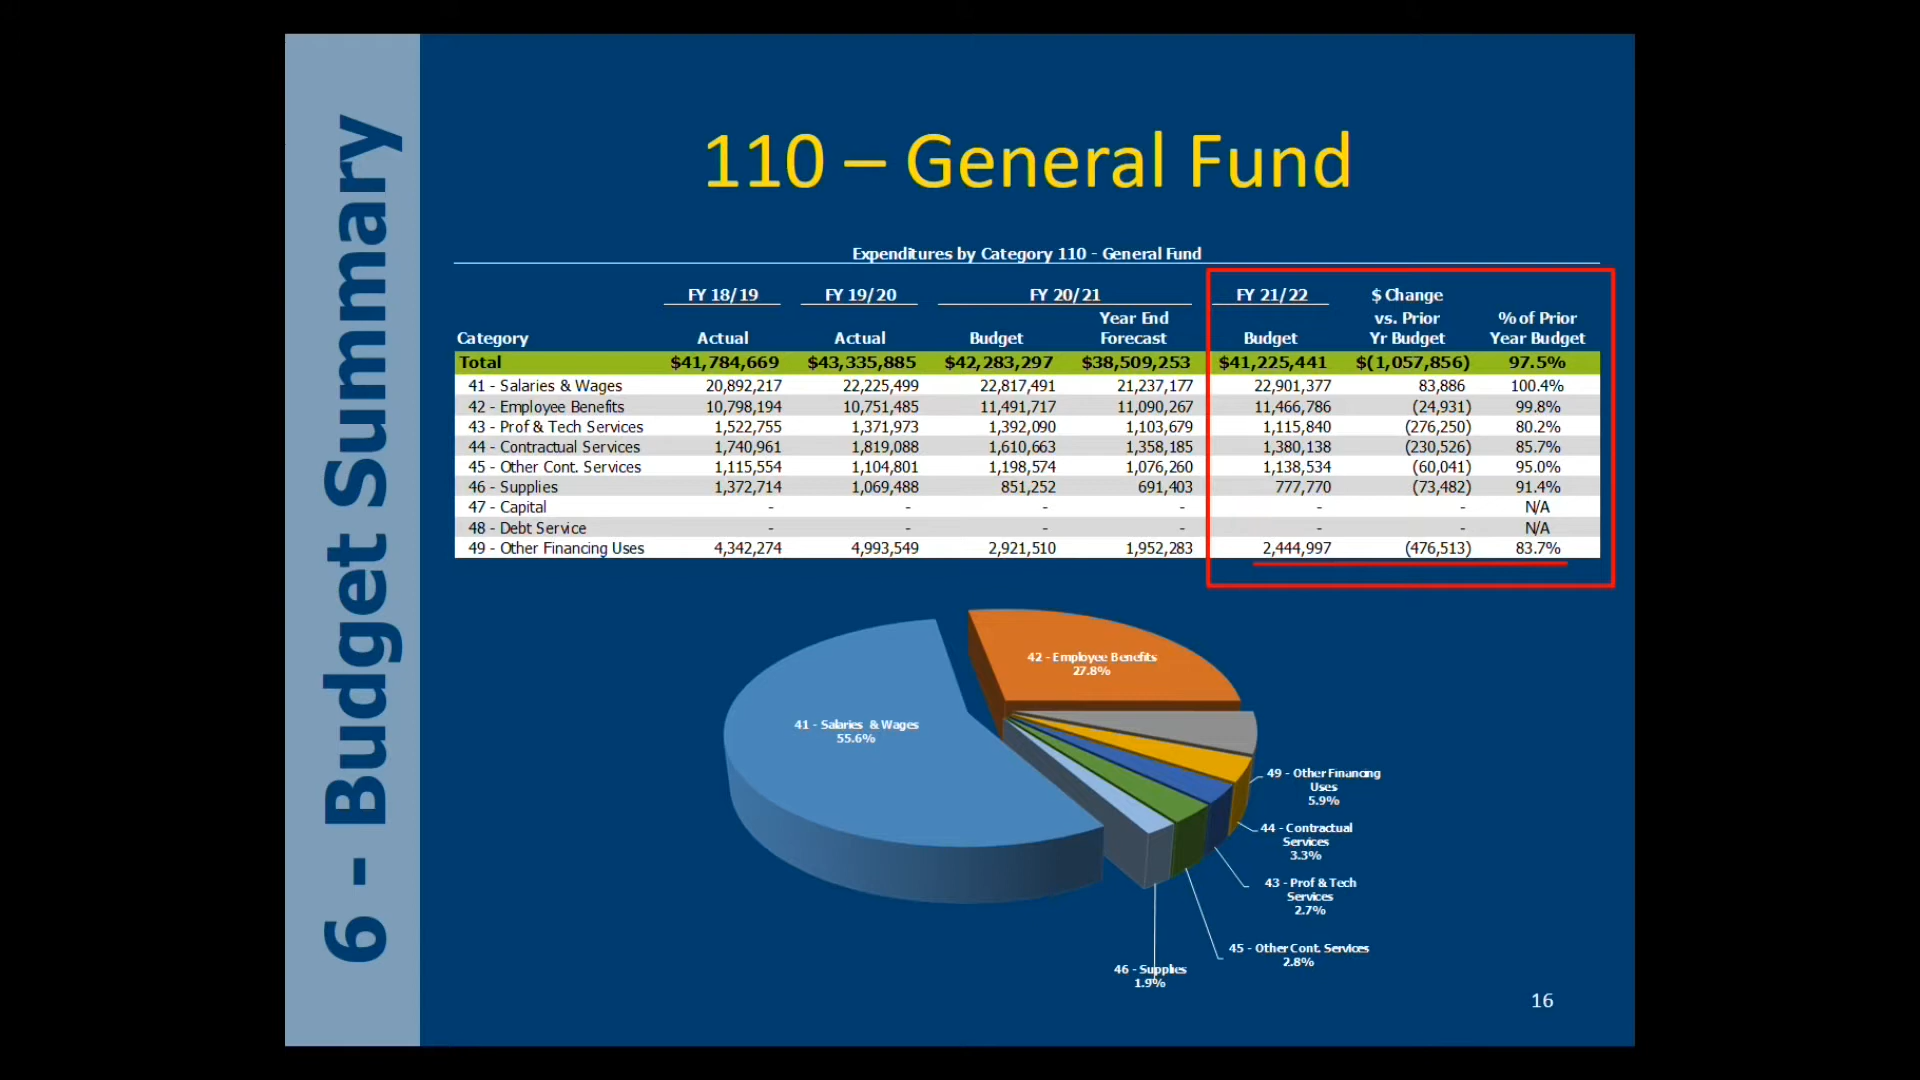 6 - Budget Summary
110 – General Fund
Expenditures by Category 110 - General Fund
FY 18/19 FY 19/20 FY 20/21 FY 21/22 $ Change
Year End vs. Prior % of Prior
Category Actual Actual Budget Forecast Budget Yr Budget Year Budget
Total $41,784,669 $43,335,885 $42,283,297 $38,509,253 $41,225,441 $(1,057,856) 97.5%
41 - Salaries & Wages 20,892,217 22,225,499 22,817,491 21,237,177 22,901,377 83,886 100.4%
42 - Employee Benefits 10,798,194 10,751,485 11,491,717 11,090,267 11,466,786 (24,931) 99.8%
43 - Prof & Tech Services 1,522,755 1,371,973 1,392,090 1,103,679 1,115,840 (276,250) 80.2%
44 - Contractual Services 1,740,961 1,819,088 1,610,663 1,358,185 1,380,138 (230,526) 85.7%
45 - Other Cont. Services 1,115,554 1,104,801 1,198,574 1,076,260 1,138,534 (60,041) 95.0%
46 - Supplies 1,372,714 1,069,488 851,252 691,403 777,770 (73,482) 91.4%
47 - Capital - - - - - - N/A
48 - Debt Service - - - - - - N/A
49 - Other Financing Uses 4,342,274 4,993,549 2,921,510 1,952,283 2,444,997 (476,513) 83.7%
42 - Employee Benefits
27.8%
41 - Salaries & Wages
55.6%
49 - Other Financing
Uses
5.9%
44 - Contractual
Services
3.3%
43 - Prof & Tech
Services
2.7%
45 - Other Cont. Services
2.8%
46 - Supplies
1.9%
16